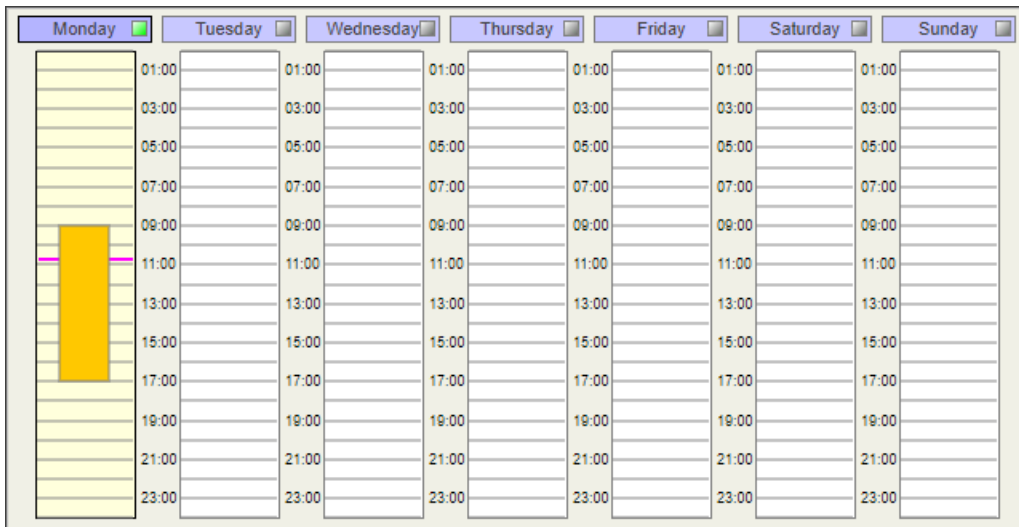 Monday Tuesday Wednesday Thursday Friday Saturday Sunday
01:00 01:00 01:00 01:00 01:00 01:00
03:00 03:00 03:00 03:00 03:00 03:00
05:00 05:00 05:00 05:00 05:00 05:00
07:00 07:00 07:00 07:00 07:00 07:00
09:00 09:00 09:00 09:00 09:00 09:00
11:00 11:00 11:00 11:00 11:00 11:00
13:00 13:00 13:00 13:00 13:00 13:00
15:00 15:00 15:00 15:00 15:00 15:00
17:00 17:00 17:00 17:00 17:00 17:00
19:00 19:00 19:00 19:00 19:00 19:00
21:00 21:00 21:00 21:00 21:00 21:00
23:00 23:00 23:00 23:00 23:00 23:00